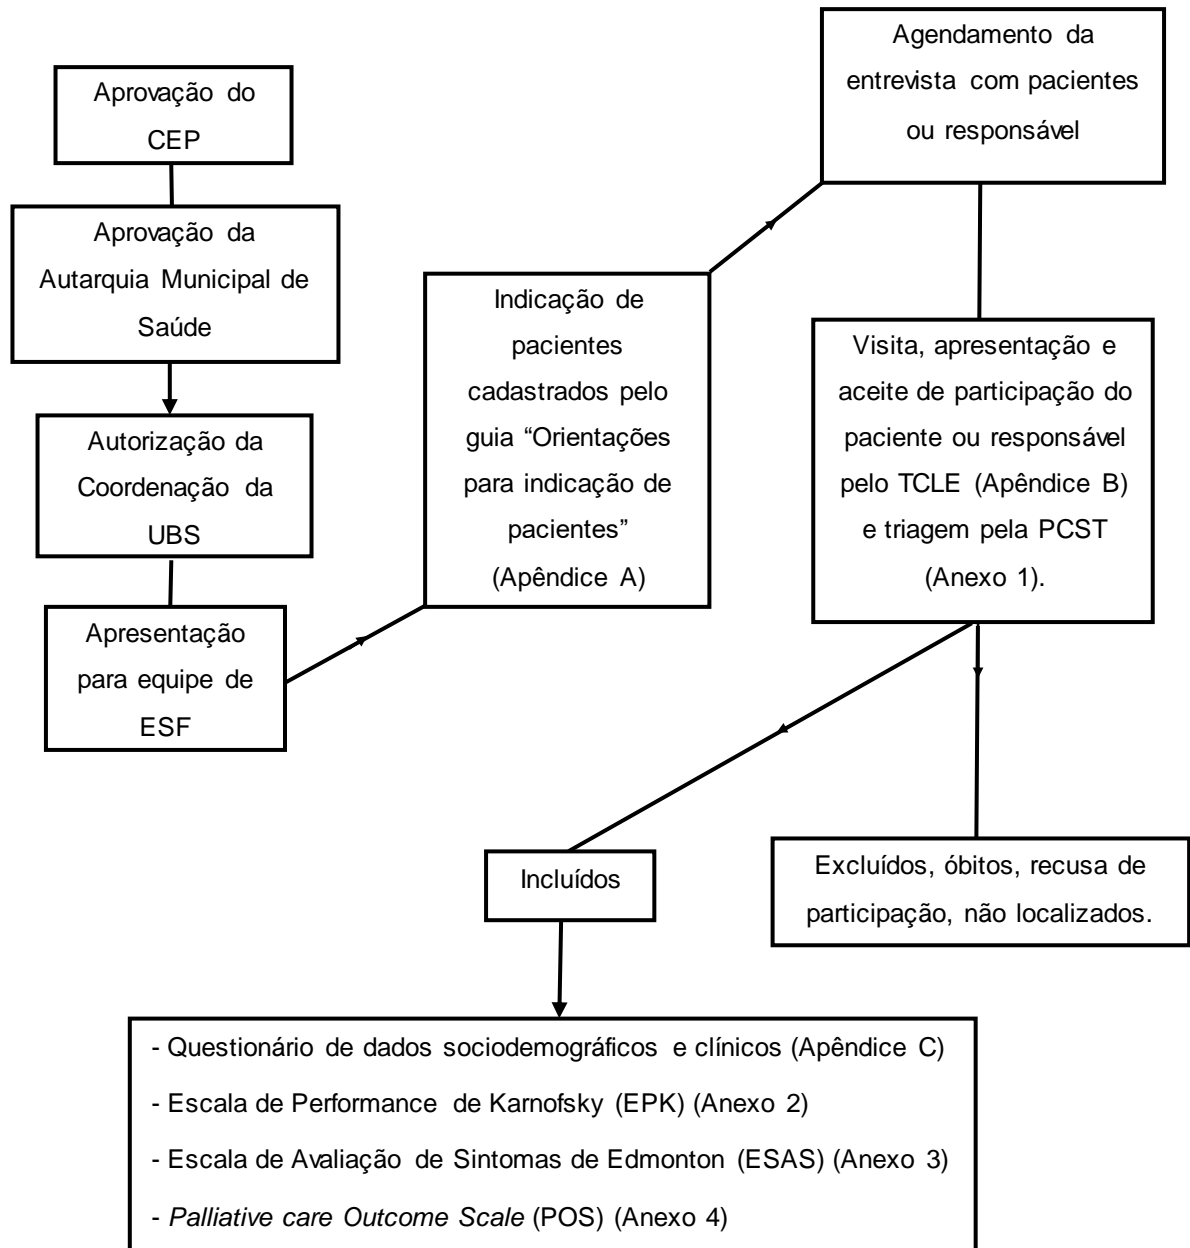 Aprovação do
CEP
Aprovação da
Autarquia Municipal de
Saúde
Autorização da
Coordenação da
UBS
Apresentação
para equipe de
ESF
Indicação de
pacientes
cadastrados pelo
guia “Orientações
para indicação de
pacientes”
(Apêndice A)
Agendamento da
entrevista com pacientes
ou responsável
Visita, apresentação e
aceite de participação do
paciente ou responsável
pelo TCLE (Apêndice B)
e triagem pela PCST
(Anexo 1).
Incluídos
Excluídos, óbitos, recusa de
participação, não localizados.
- Questionário de dados sociodemográficos e clínicos (Apêndice C)
- Escala de Performance de Karnofsky (EPK) (Anexo 2)
- Escala de Avaliação de Sintomas de Edmonton (ESAS) (Anexo 3)
- Palliative care Outcome Scale (POS) (Anexo 4)